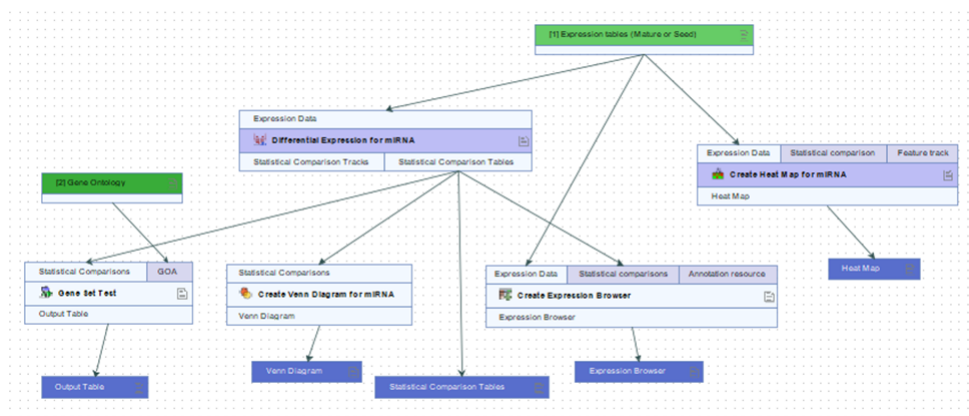 [1] Expression tables (Mature or Seed)
Expression Data
Differential Expression for miRNA
Statistical Comparison Tracks Statistical Comparison Tables
Expression Data Statistical comparison Feature track
Create Heat Map for miRNA
Heat Map
[2] Gene Ontology
Statistical Comparisons GOA
Gene Set Test
Output Table
Statistical Comparisons
Create Venn Diagram for miRNA
Venn Diagram
Expression Data Statistical comparisons Annotation resource
Create Expression Browser
Expression Browser
Heat Map
Output Table
Venn Diagram
Statistical Comparison Tables
Expression Browser